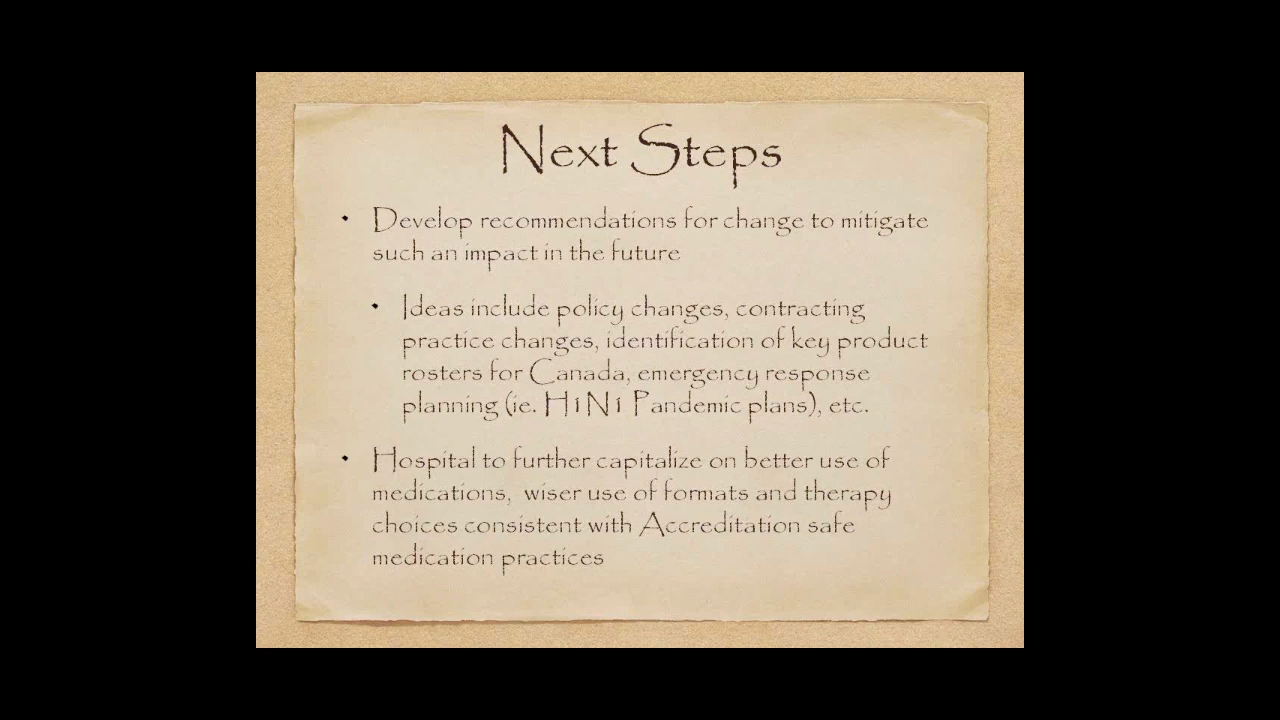 Next Steps
• Develop recommendations for change to mitigate
such an impact in the future
• Ideas include policy changes, contracting
practice changes, identification of key product
rosters for Canada, emergency response
planning (ie. H1N1 Pandemic plans), etc.
• Hospital to further capitalize on better use of
medications,  wiser use of formats and therapy
choices consistent with Accreditation safe
medication practices